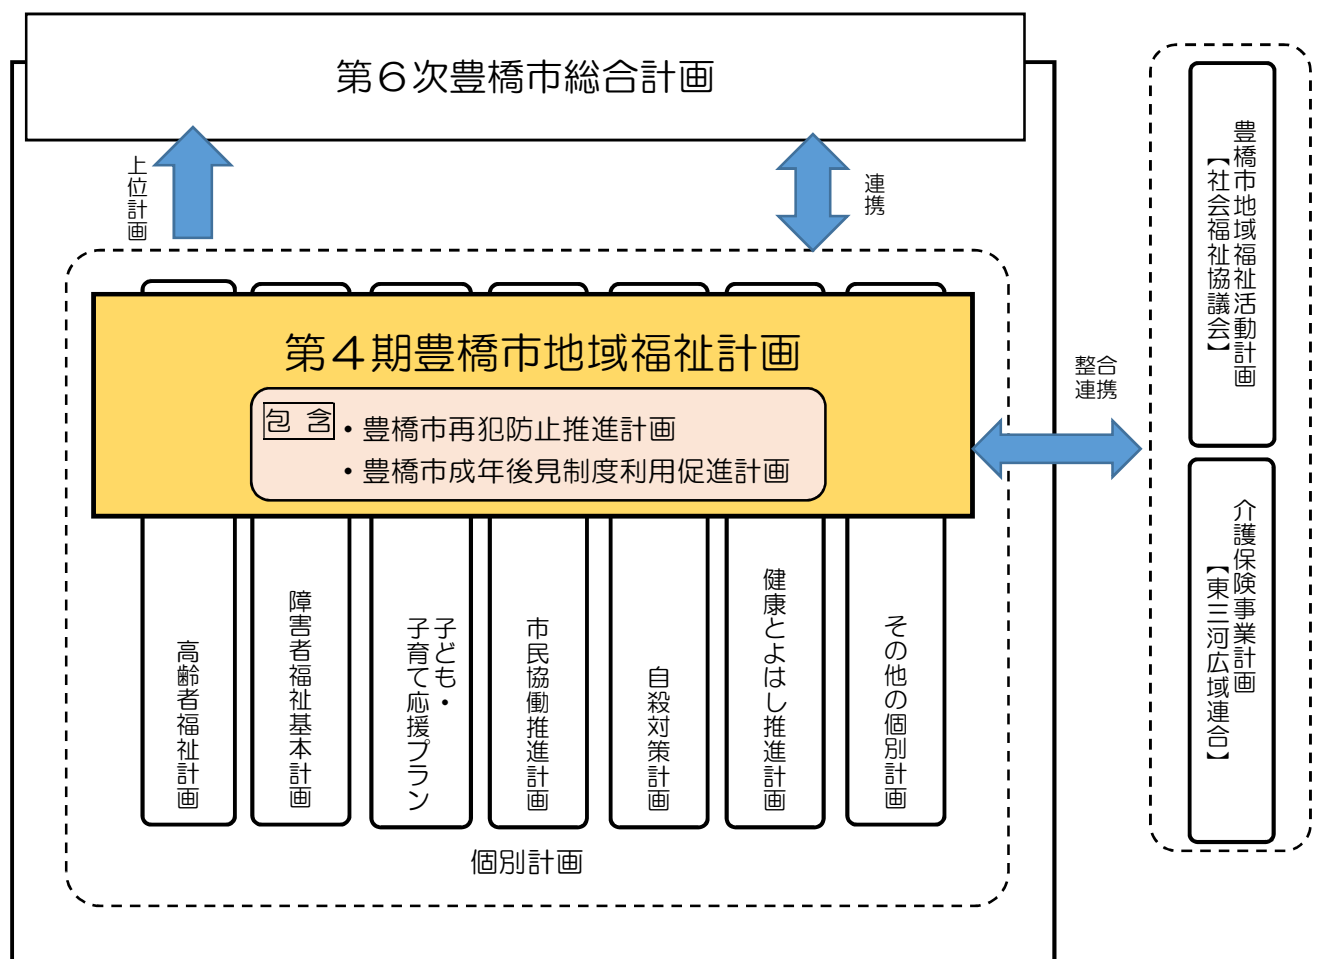 第６次豊橋市総合計画
上位計画
連携
第４期豊橋市地域福祉計画
包 含
・豊橋市再犯防止推進計画
・豊橋市成年後見制度利用促進計画
高齢者福祉計画
障害者福祉基本計画
子ども・
子育て応援プラン
市民協働推進計画
自殺対策計画
健康とよはし推進計画
その他の個別計画
個別計画
整合
連携
豊橋市地域福祉活動計画
【社会福祉協議会】
介護保険事業計画
【東三河広域連合】